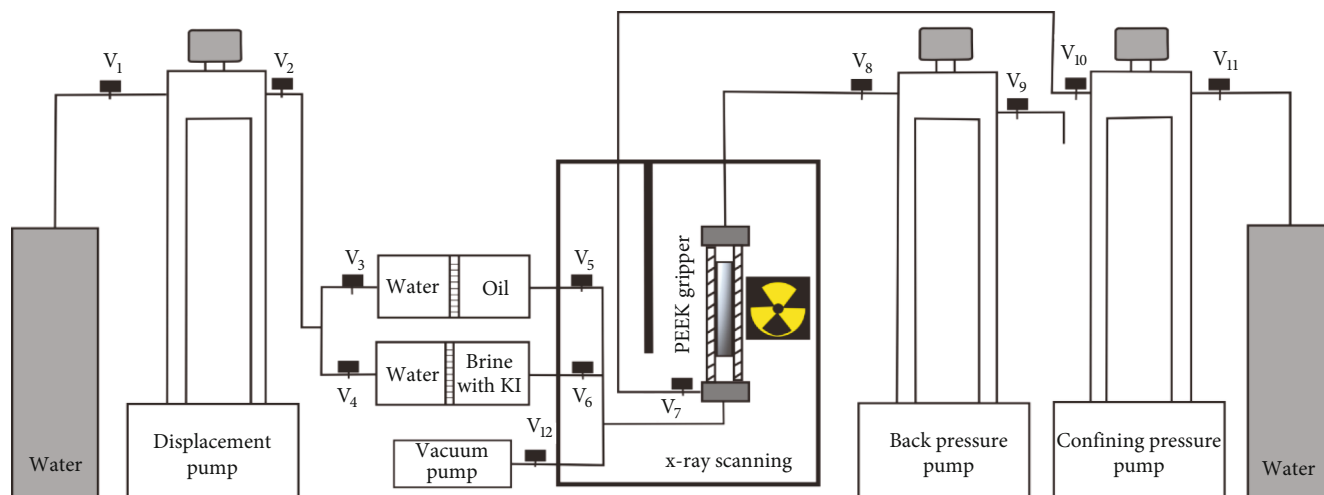 V1
V2
V8
V9
V10
V11
V3
Water
Oil
V5
PEEK gripper
V4
Water
Brine
with KI
V6
V7
V12
Vacuum
pump
x-ray scanning
Water
Displacement
pump
Back pressure
pump
Confining pressure
pump
Water